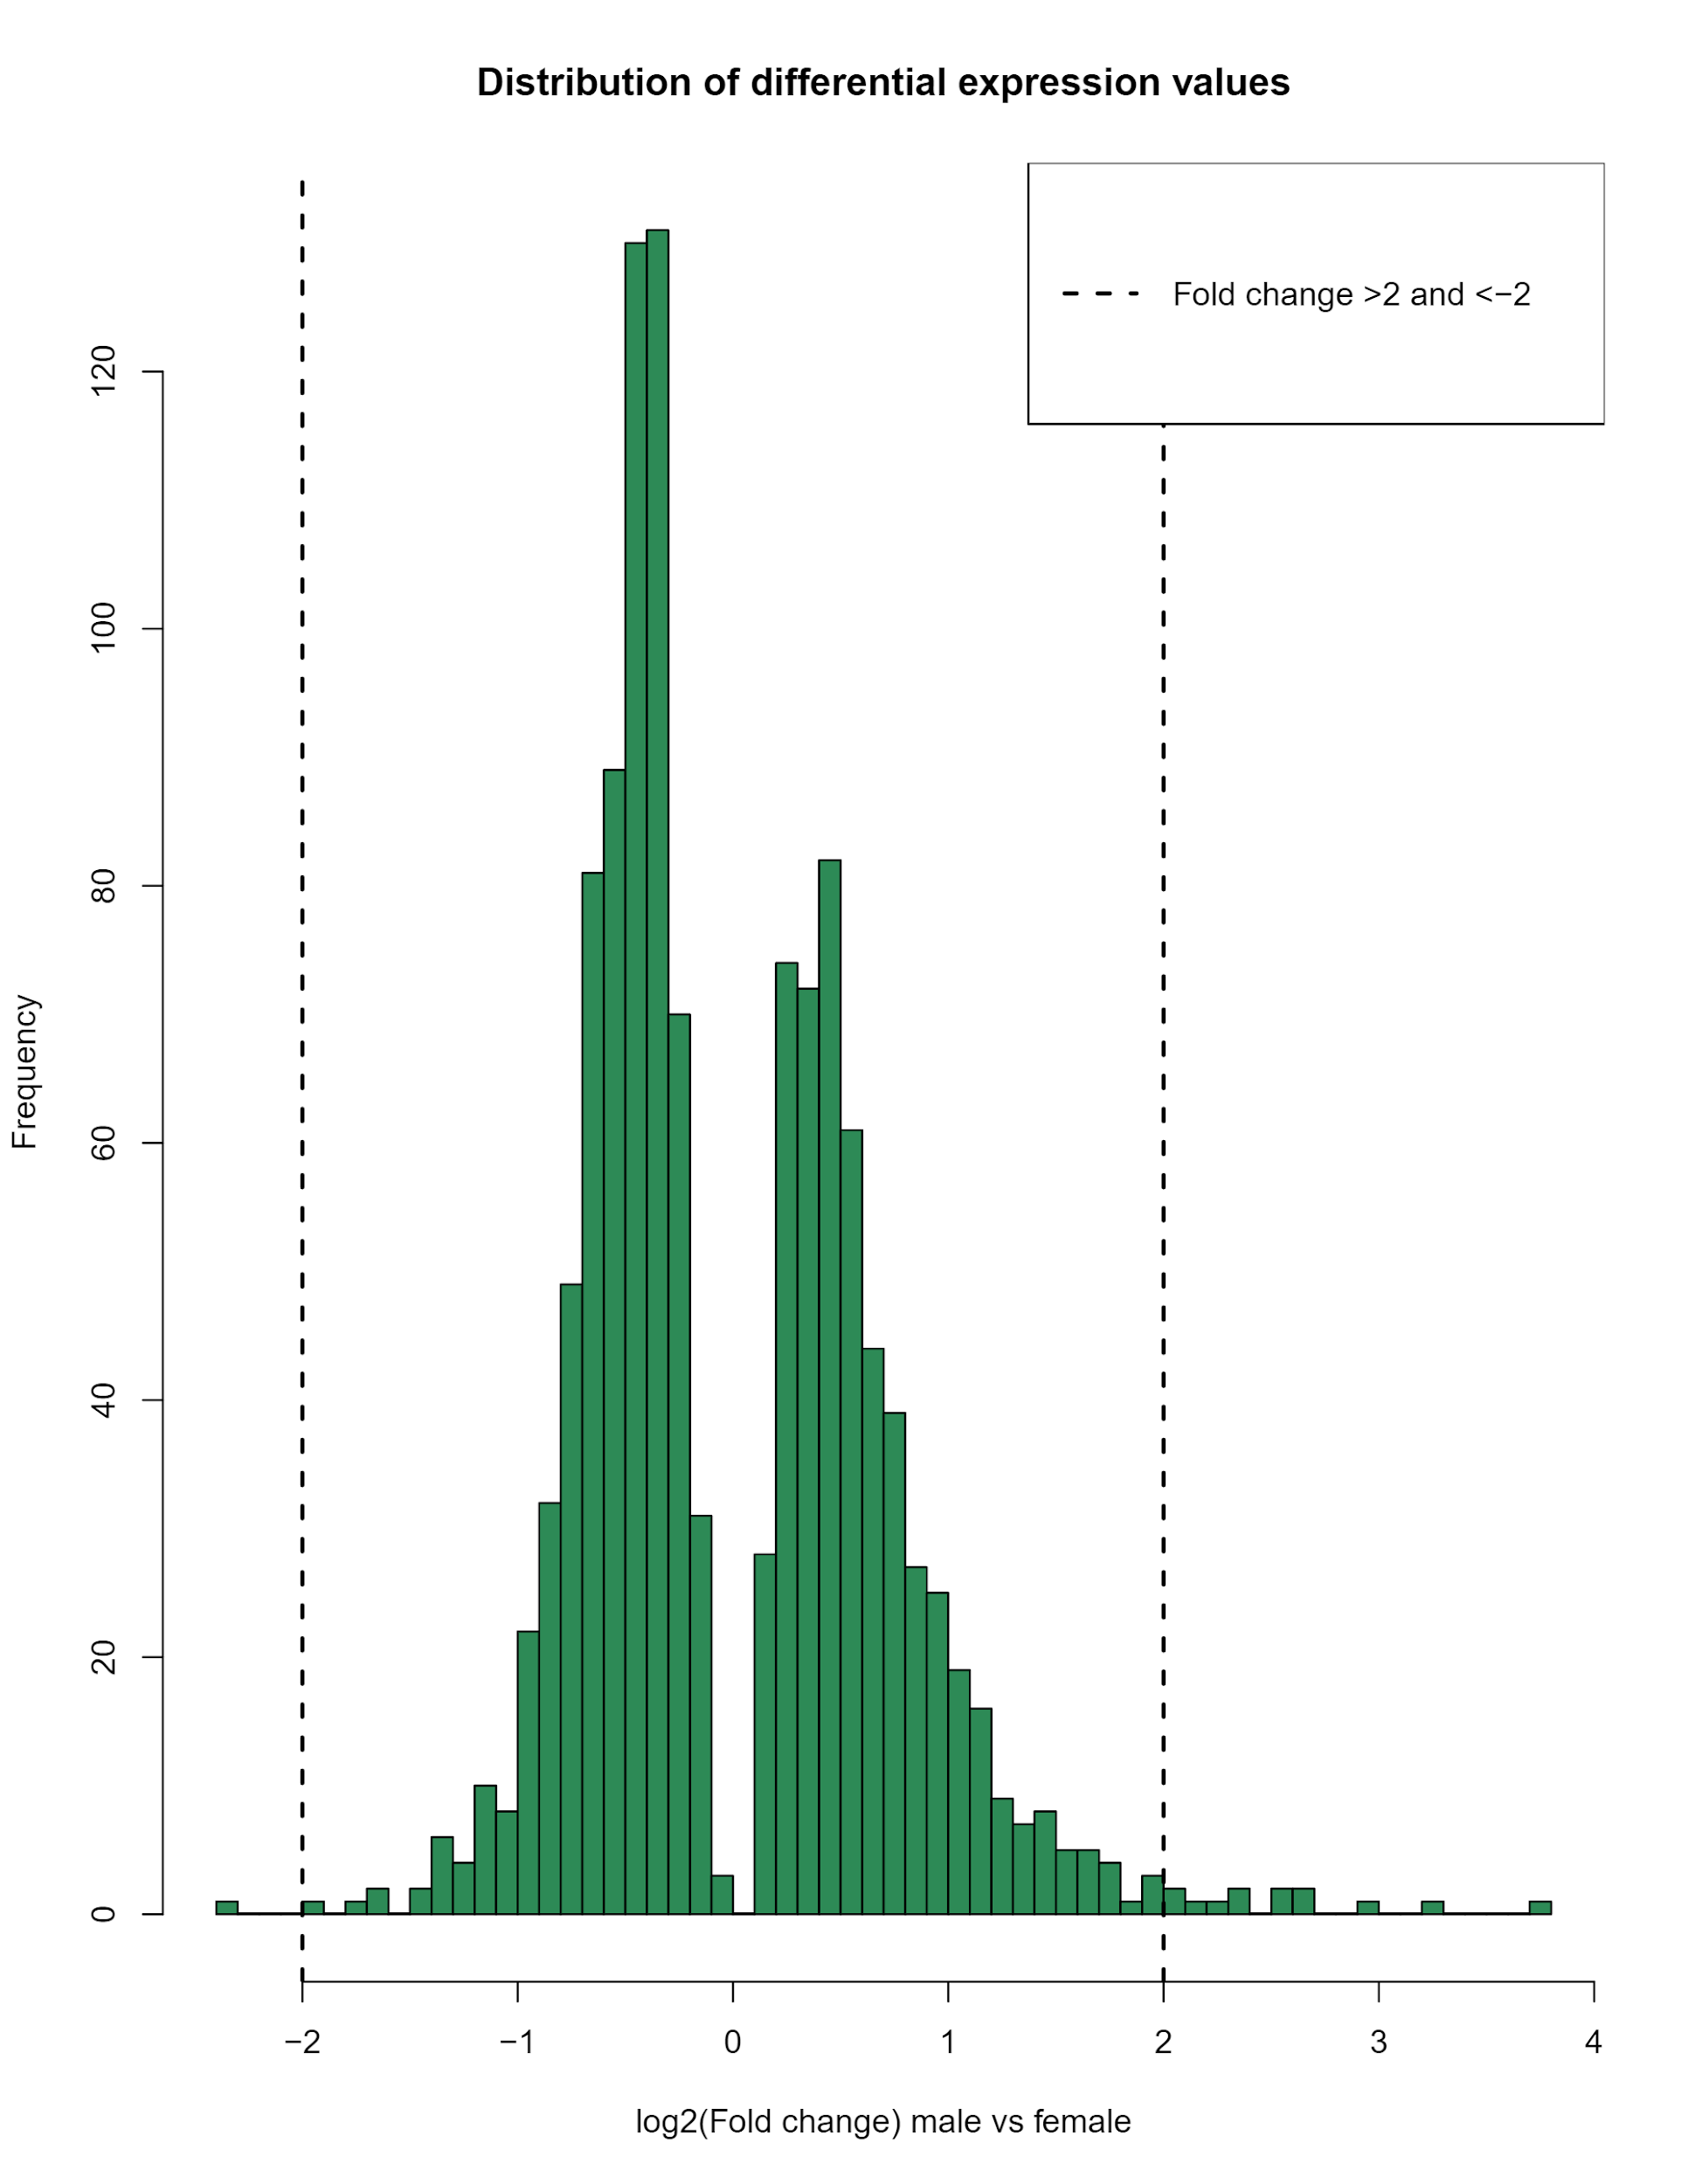 Distribution of differential expression values
Fold change >2 and <−2
120
100
80
60
40
20
0
Frequency
−2 −1 0 1 2 3 4
log2(Fold change) male vs female